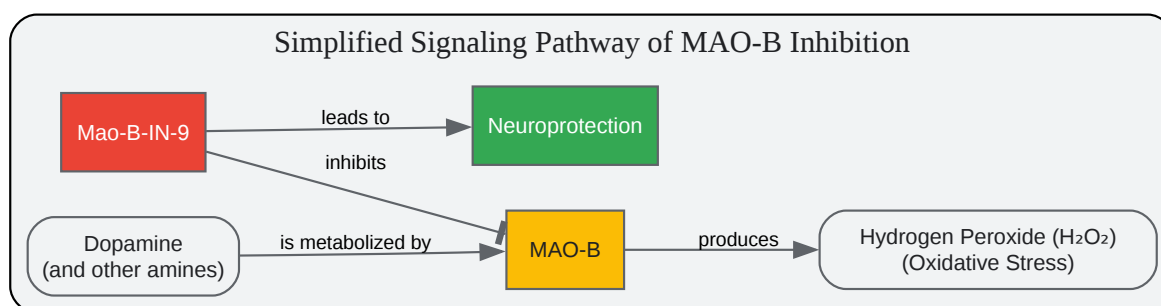 Simplified Signaling Pathway of MAO-B Inhibition
Mao-B-IN-9
leads to
Neuroprotection
inhibits
Dopamine
(and other amines)
is metabolized by
MAO-B
produces
Hydrogen Peroxide (H₂O₂)
(Oxidative Stress)